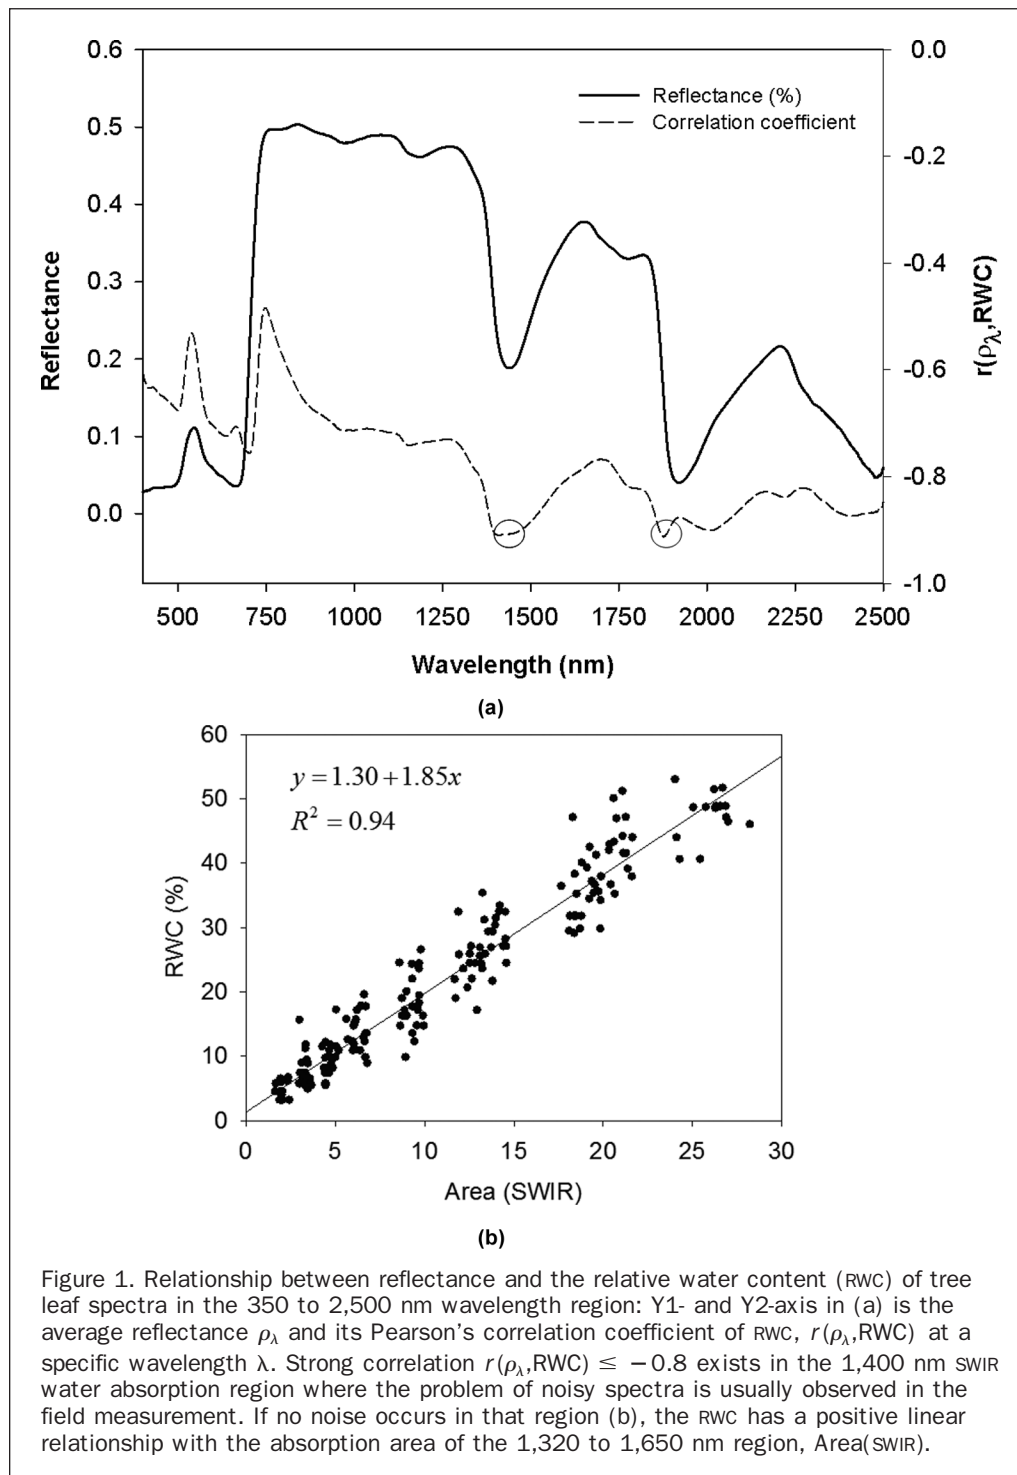 0.6
0.5
0.4
0.3
0.2
0.1
0.0
Reflectance
0.0
-0.2
-0.4
-0.6
-0.8
-1.0
r(ρλ,RWC)
Reflectance (%)
Correlation coefficient
500 750 1000 1250 1500 1750 2000 2250 2500
Wavelength (nm)
(a)
60
50
40
30
20
10
0
RWC (%)
y = 1.30 + 1.85x
R² = 0.94
0 5 10 15 20 25 30
Area (SWIR)
(b)
Figure 1. Relationship between reflectance and the relative water content (RWC) of tree
leaf spectra in the 350 to 2,500 nm wavelength region: Y1- and Y2-axis in (a) is the
average reflectance ρλ and its Pearson's correlation coefficient of RWC, r(ρλ,RWC) at a
specific wavelength λ. Strong correlation r(ρλ,RWC) ≤ −0.8 exists in the 1,400 nm SWIR
water absorption region where the problem of noisy spectra is usually observed in the
field measurement. If no noise occurs in that region (b), the RWC has a positive linear
relationship with the absorption area of the 1,320 to 1,650 nm region, Area(SWIR).